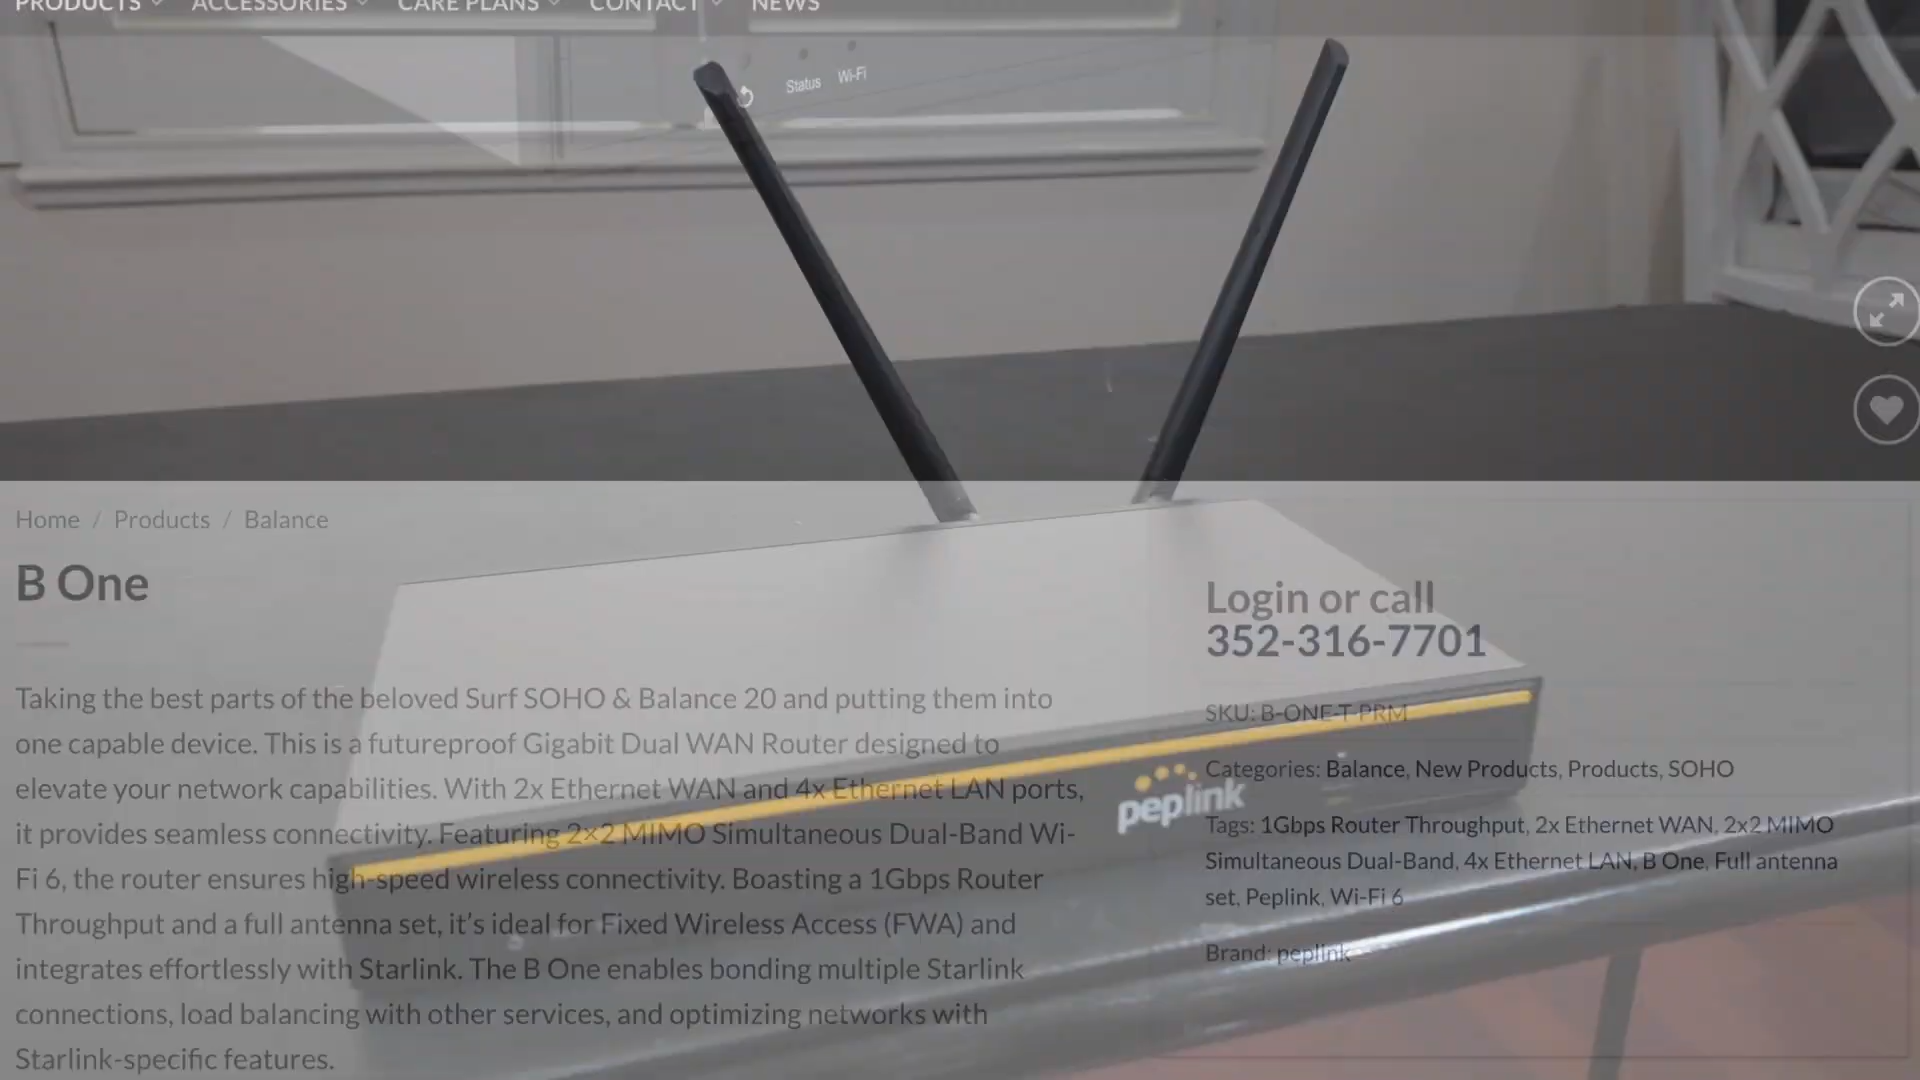 PRODUCTS ACCESSORIES CARE PLANS CONTACT NEWS
Status Wi-Fi
Home / Products / Balance
B One
Taking the best parts of the beloved Surf SOHO & Balance 20 and putting them into
one capable device. This is a futureproof Gigabit Dual WAN Router designed to
elevate your network capabilities. With 2x Ethernet WAN and 4x Ethernet LAN ports,
it provides seamless connectivity. Featuring 2×2 MIMO Simultaneous Dual-Band Wi-
Fi 6, the router ensures high-speed wireless connectivity. Boasting a 1Gbps Router
Throughput and a full antenna set, it’s ideal for Fixed Wireless Access (FWA) and
integrates effortlessly with Starlink. The B One enables bonding multiple Starlink
connections, load balancing with other services, and optimizing networks with
Starlink-specific features.
Login or call
352-316-7701
SKU: B-ONE-T-PRM
Categories: Balance, New Products, Products, SOHO
Tags: 1Gbps Router Throughput, 2x Ethernet WAN, 2x2 MIMO
Simultaneous Dual-Band, 4x Ethernet LAN, B One, Full antenna
set, Peplink, Wi-Fi 6
Brand: peplink
peplink